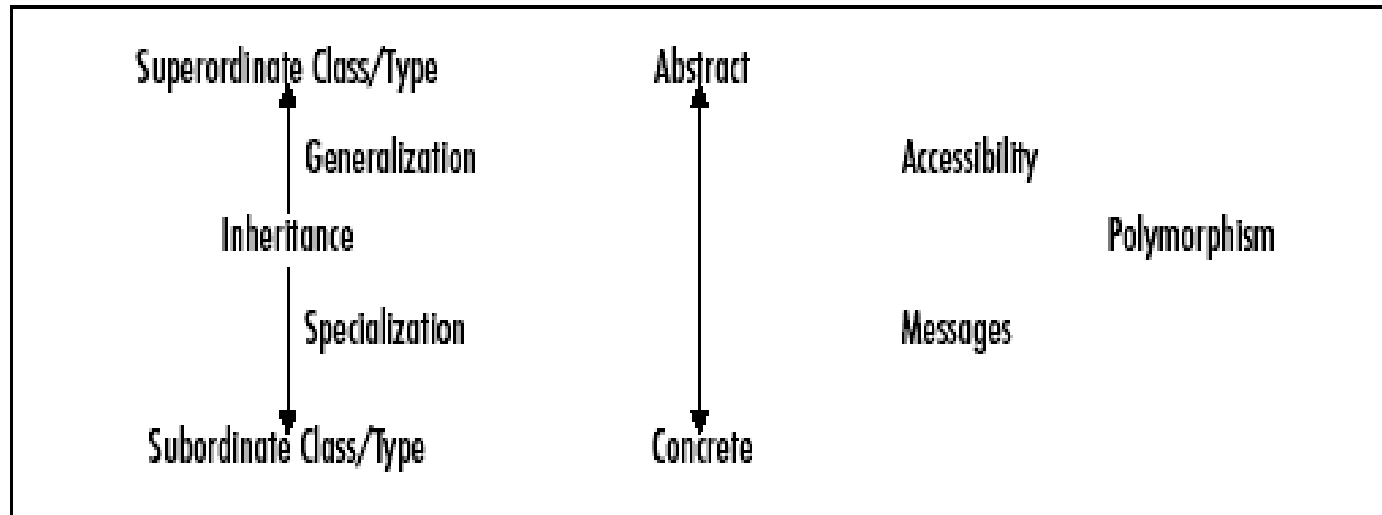 Superordinate Class/Type
Abstract
Generalization
Accessibility
Inheritance
Polymorphism
Specialization
Messages
Subordinate Class/Type
Concrete